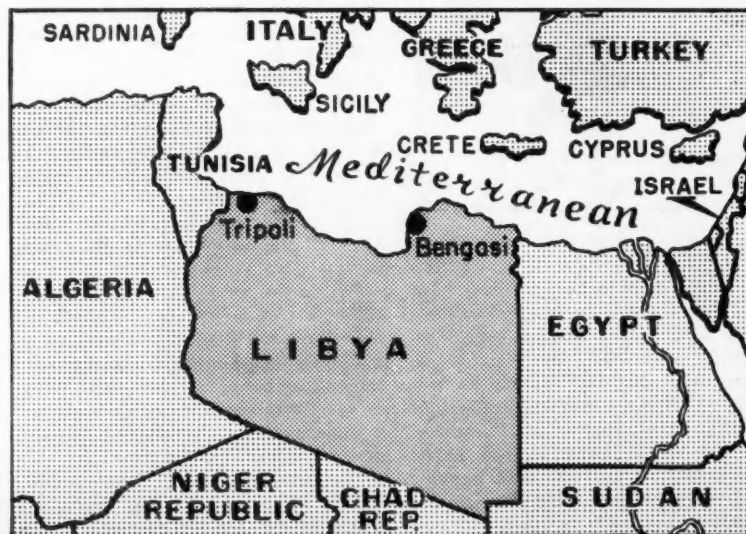 SARDINIA
ITALY
GREECE
TURKEY
SICILY
CRETE
CYPRUS
TUNISIA
Mediterranean
ISRAEL
Tripoli
Bengasi
ALGERIA
EGYPT
LIBYA
NIGER
REPUBLIC
CHAD
REP.
SUDAN